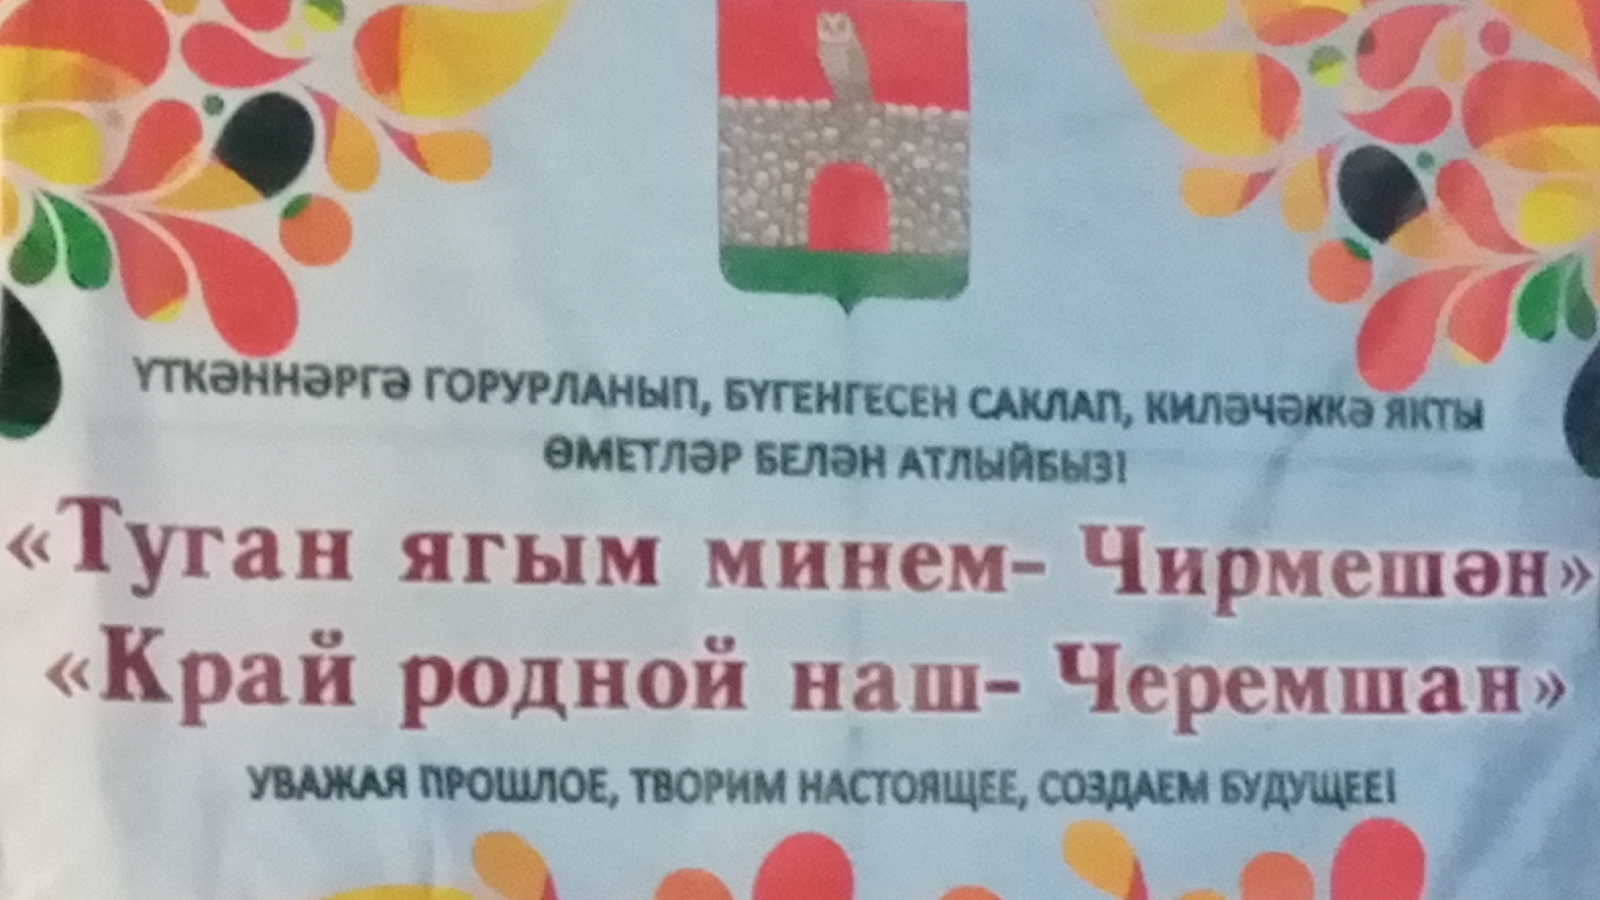 ҮТКӘННӘРГӘ ГОРУРЛАНЫП, БҮГЕНГЕСЕН САКЛАП, КИЛӘЧӘККӘ ЯКТЫ
ӨМЕТЛӘР БЕЛӘН АТЛЫЙБЫЗ!
«Туган ягым минем- Чирмешән»
«Край родной наш- Черемшан»
УВАЖАЯ ПРОШЛОЕ, ТВОРИМ НАСТОЯЩЕЕ, СОЗДАЕМ БУДУЩЕЕ!